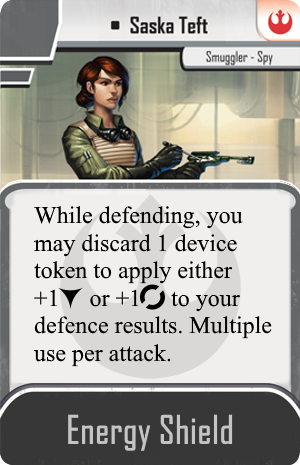 ▪ Saska Teft
Smuggler - Spy
While defending, you
may discard 1 device
token to apply either
+1 or +1 to your
defence results. Multiple
use per attack.
Energy Shield